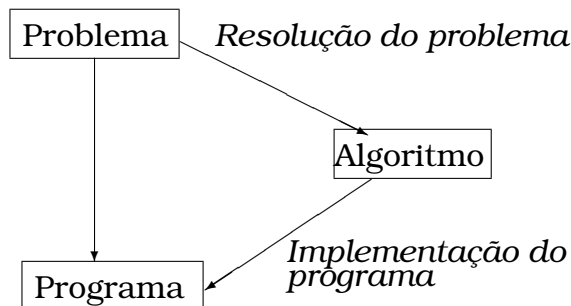 Problema
Resolução do problema
Algoritmo
Implementação do
programa
Programa